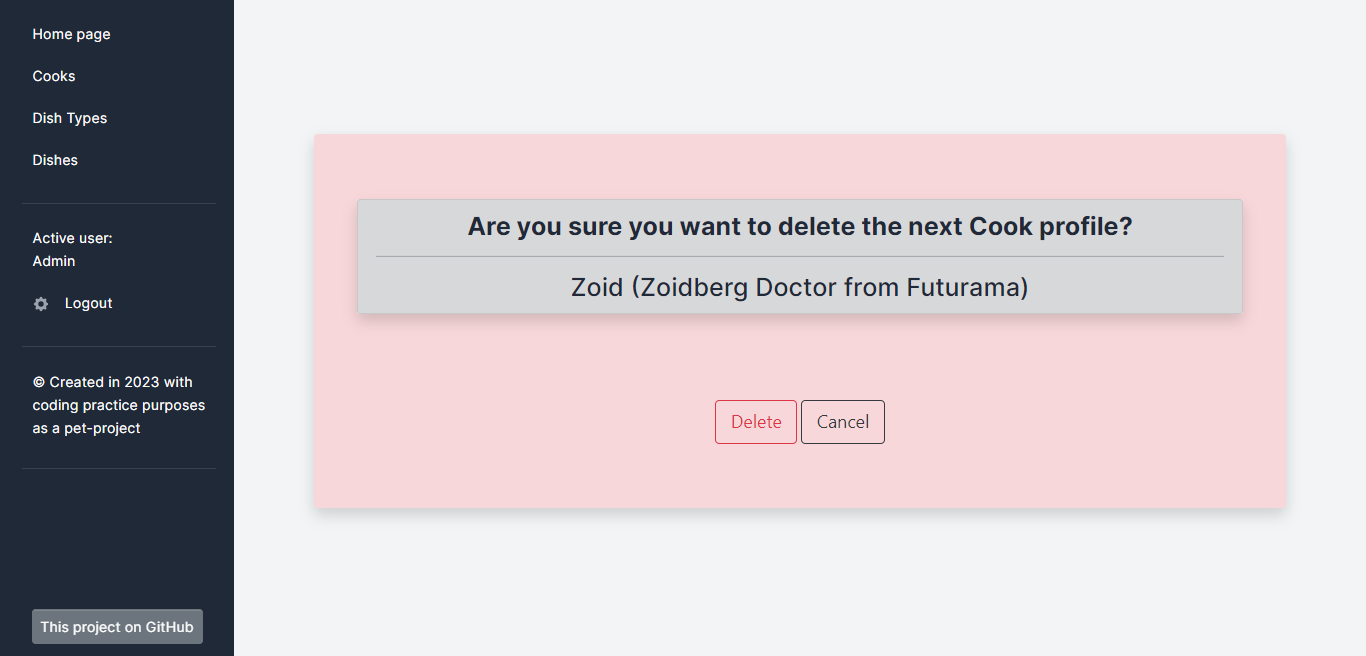 Home page
Cooks
Dish Types
Dishes
Active user:
Admin
Logout
© Created in 2023 with
coding practice purposes
as a pet-project
This project on GitHub
Are you sure you want to delete the next Cook profile?
Zoid (Zoidberg Doctor from Futurama)
Delete
Cancel